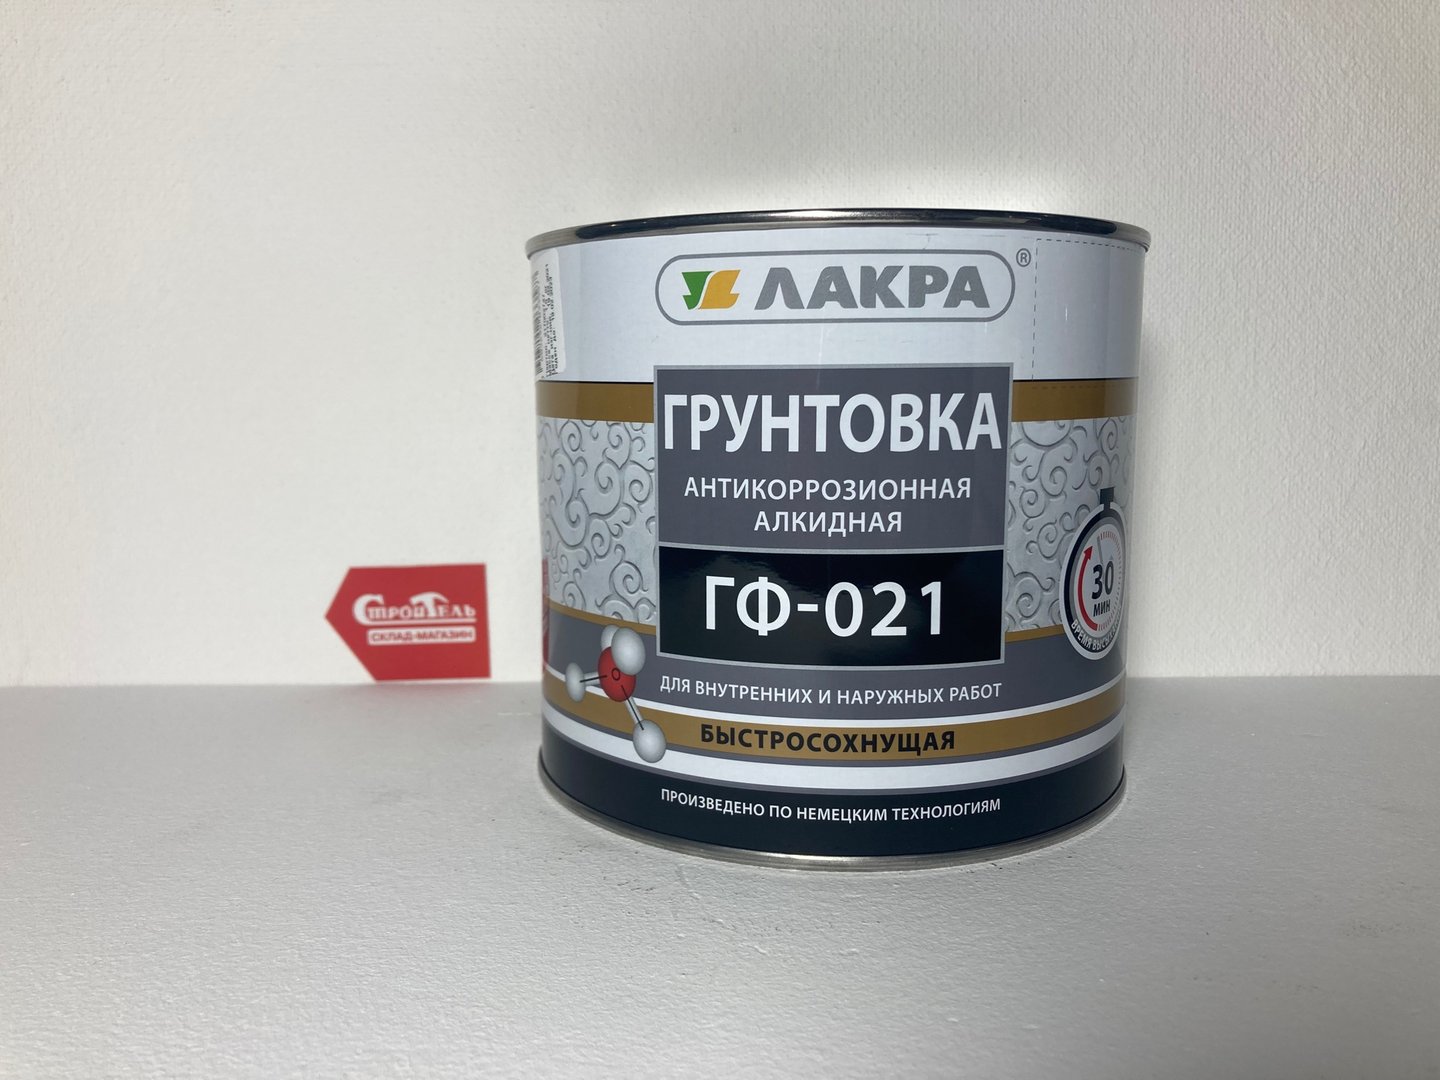 ЛАКРА ®
ГРУНТОВКА
АНТИКОРРОЗИОННАЯ
АЛКИДНАЯ
ГФ-021
30
МИН
ДЛЯ ВНУТРЕННИХ И НАРУЖНЫХ РАБОТ
БЫСТРОСОХНУЩАЯ
ПРОИЗВЕДЕНО ПО НЕМЕЦКИМ ТЕХНОЛОГИЯМ
О
СТРОИТЕЛЬ
СКЛАД-МАГАЗИН